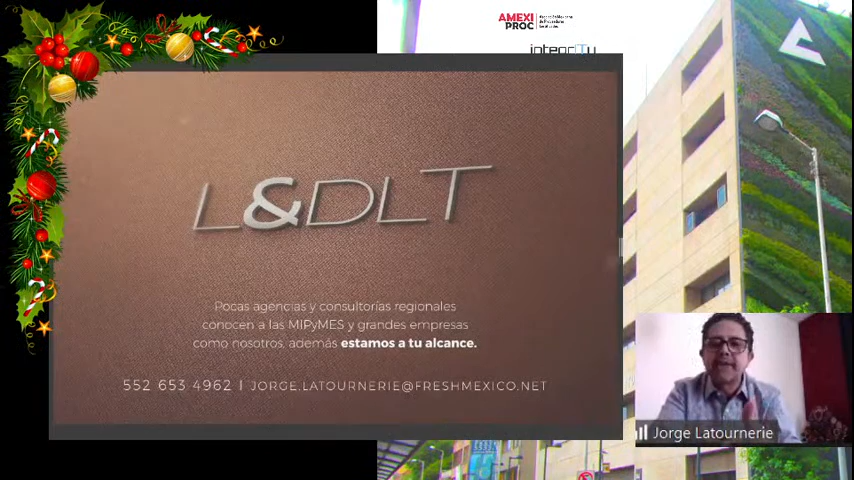 AMEXI
PROC
integrITy
L&DLT
Pocas agencias y consultorías regionales
conocen a las MIPyMES y grandes empresas
como nosotros, además estamos a tu alcance.
552 653 4962 | JORGE.LATOURNERIE@FRESHMEXICO.NET
Jorge Latournerie